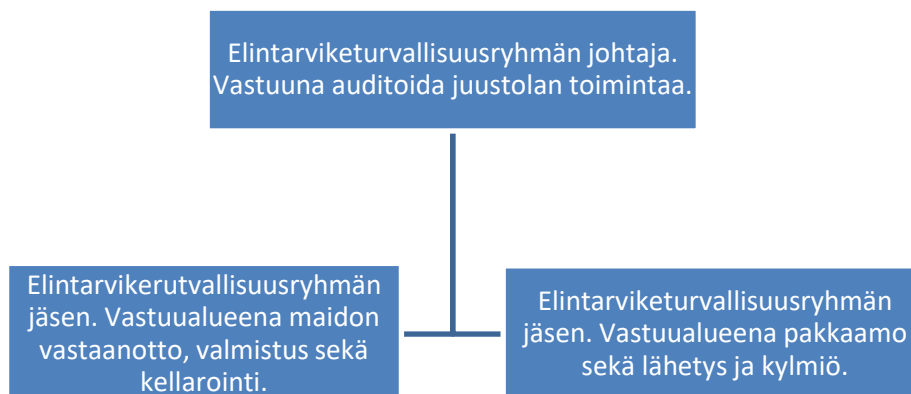 Elintarviketurvallisuusryhmän johtaja.
Vastuuna auditoida juustolan toimintaa.
Elintarvikerutvallisuusryhmän
jäsen. Vastuualueena maidon
vastaanotto, valmistus sekä
kellarointi.
Elintarviketurvallisuusryhmän
jäsen. Vastuualueena pakkaamo
sekä lähetys ja kylmiö.